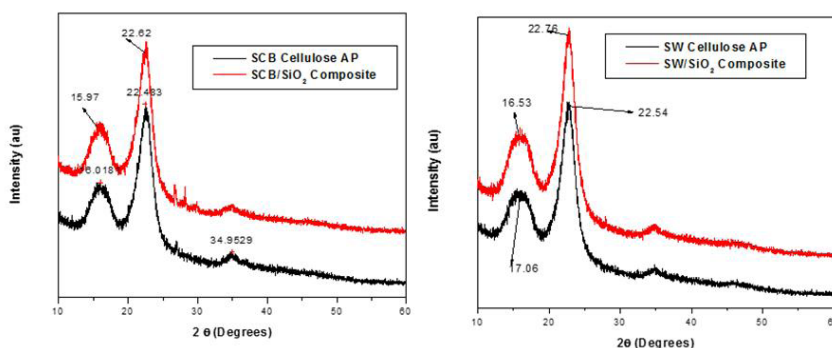 22.62
SCB Cellulose AP
SCB/SiO₂ Composite
22.483
15.97
16.018
34.9529
Intensity (au)
10 20 30 40 50 60
2 θ (Degrees)
22.76
SW Cellulose AP
SW/SiO₂ Composite
16.53
22.54
17.06
Intensity (au)
10 20 30 40 50 60
2θ (Degrees)